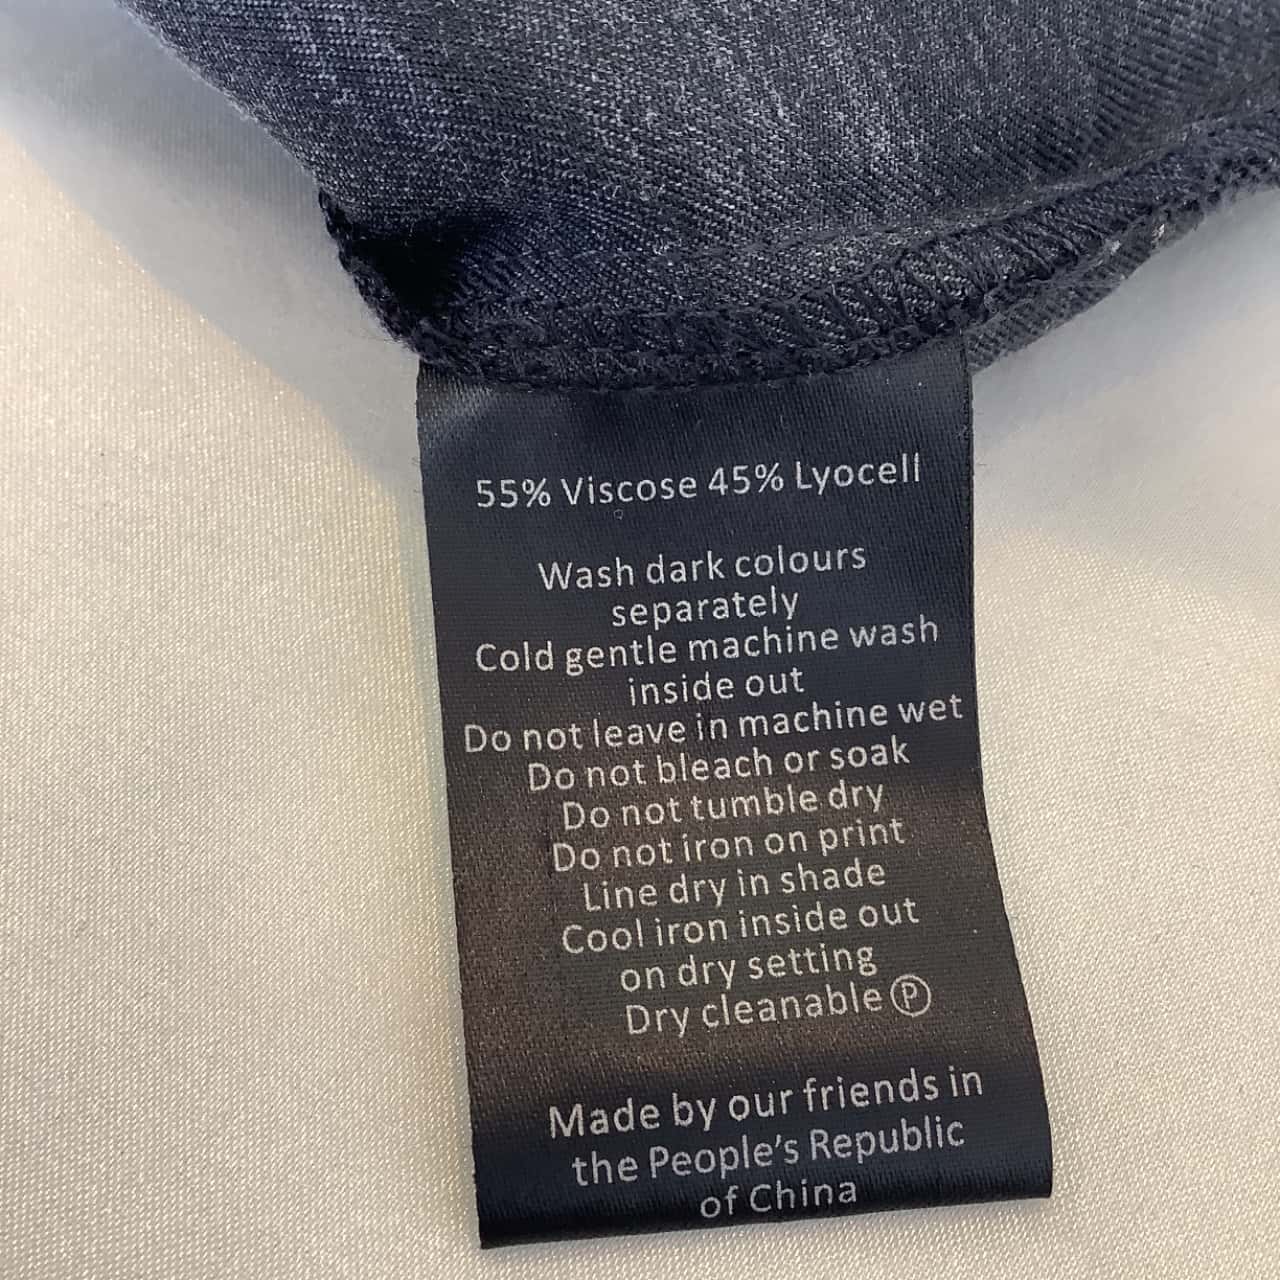 55% Viscose 45% Lyocell
Wash dark colours
separately
Cold gentle machine wash
inside out
Do not leave in machine wet
Do not bleach or soak
Do not tumble dry
Do not iron on print
Line dry in shade
Cool iron inside out
on dry setting
Dry cleanable Ⓟ
Made by our friends in
the People's Republic
of China